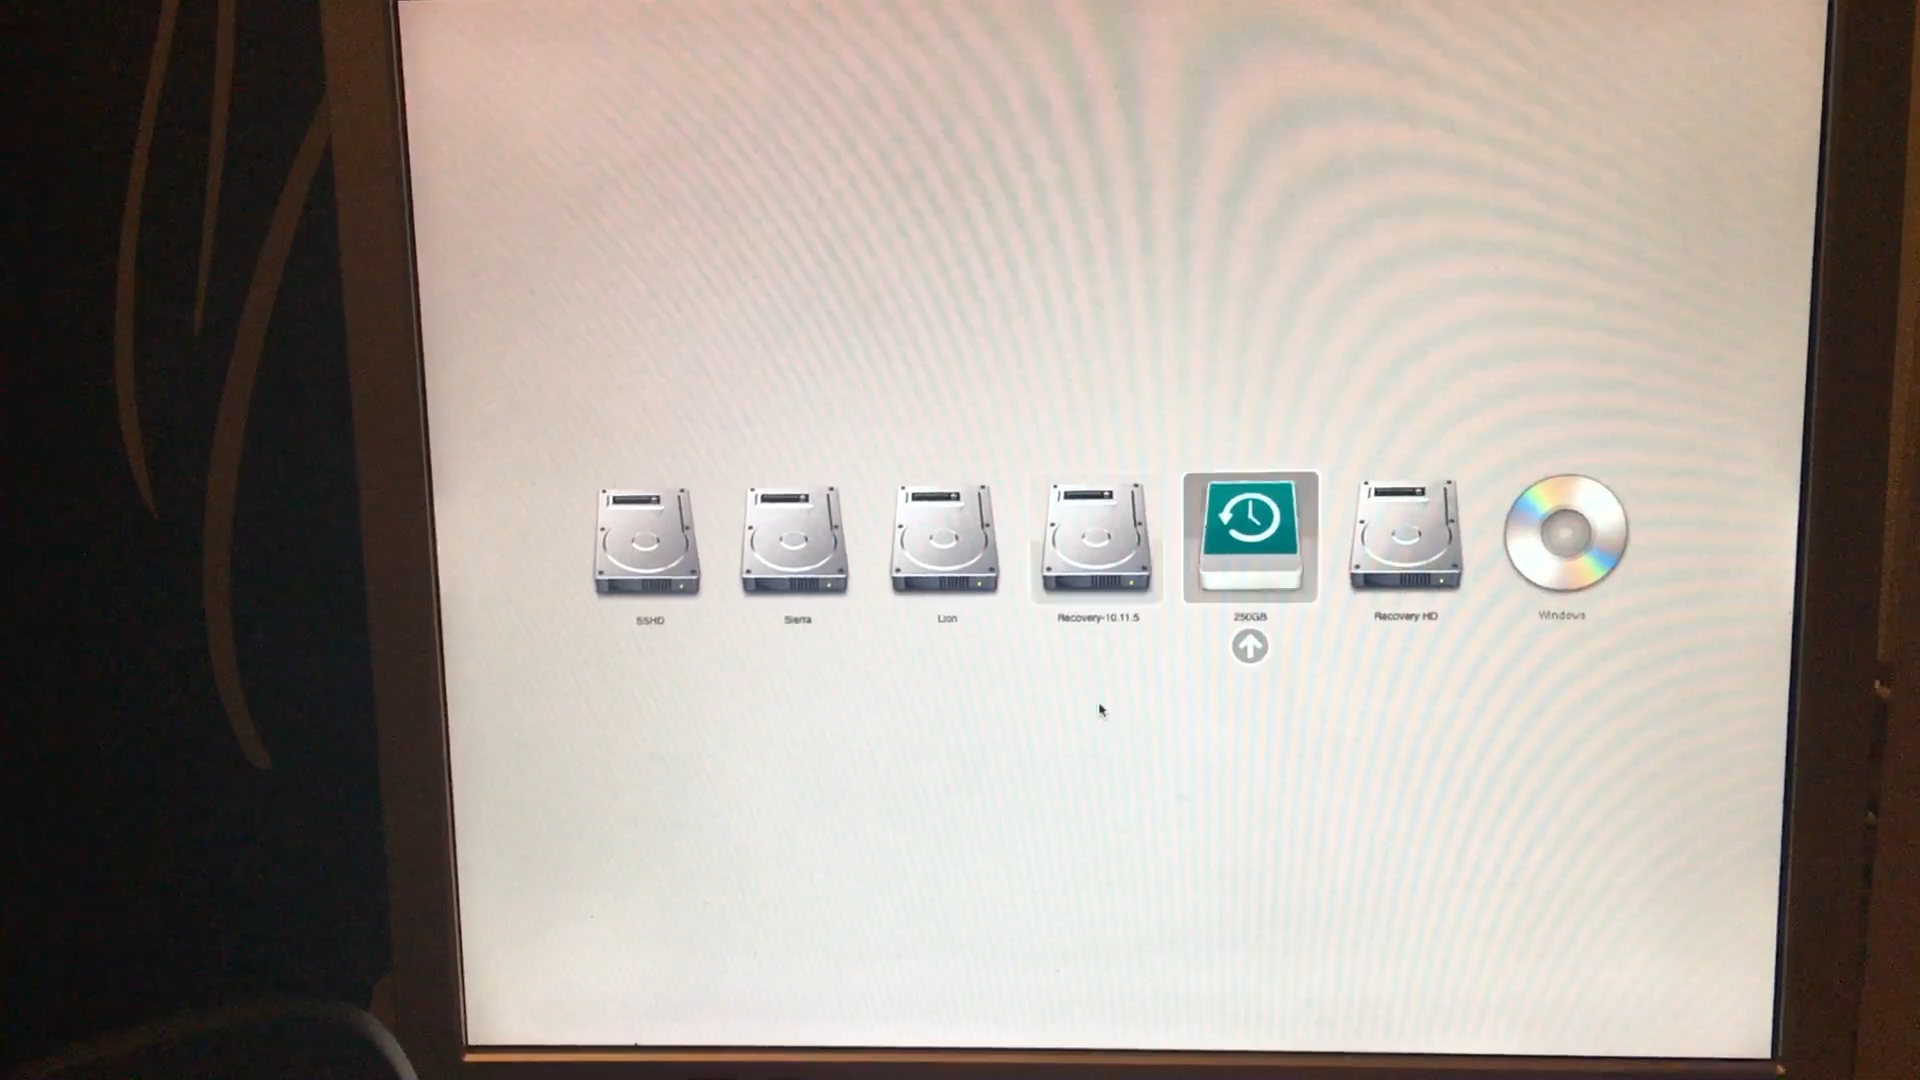 SSHD
Sierra
Lion
Recovery-10.11.5
250GB
Recovery HD
Windows